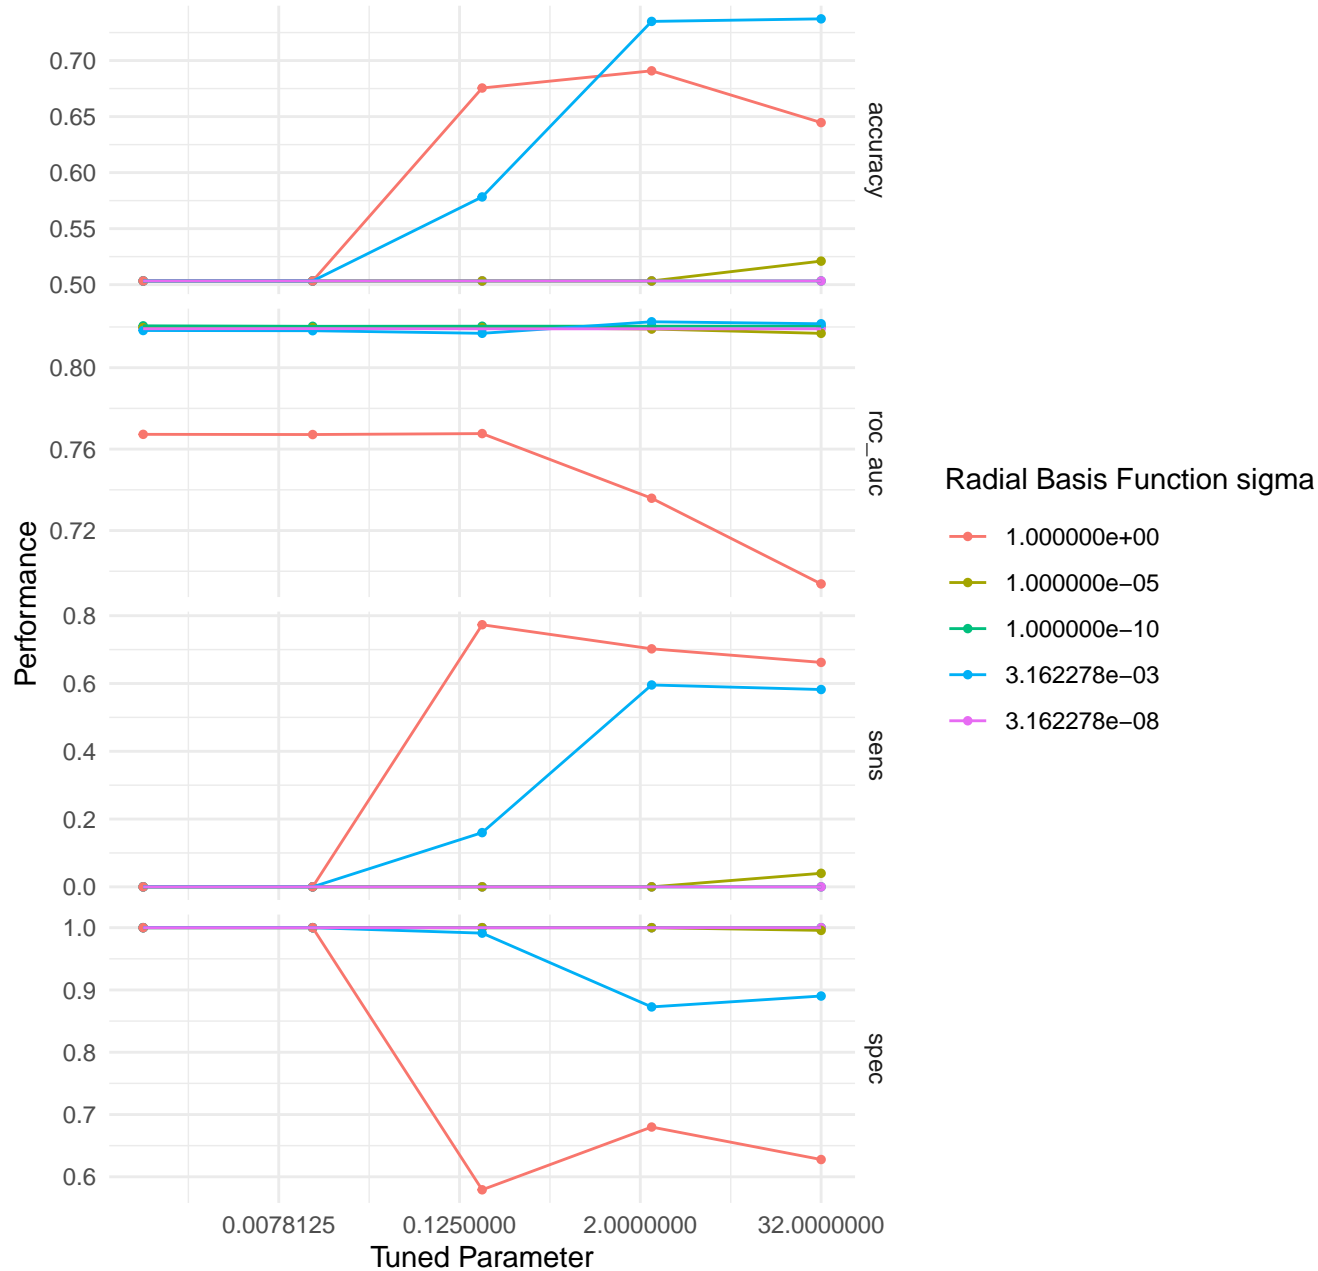 0.70
0.65
0.60
0.55
0.50
accuracy
0.80
0.76
0.72
roc_auc
0.8
0.6
0.4
0.2
0.0
sens
1.0
0.9
0.8
0.7
0.6
spec
Performance
0.0078125
0.1250000
2.0000000
32.0000000
Tuned Parameter
Radial Basis Function sigma
1.000000e+00
1.000000e−05
1.000000e−10
3.162278e−03
3.162278e−08